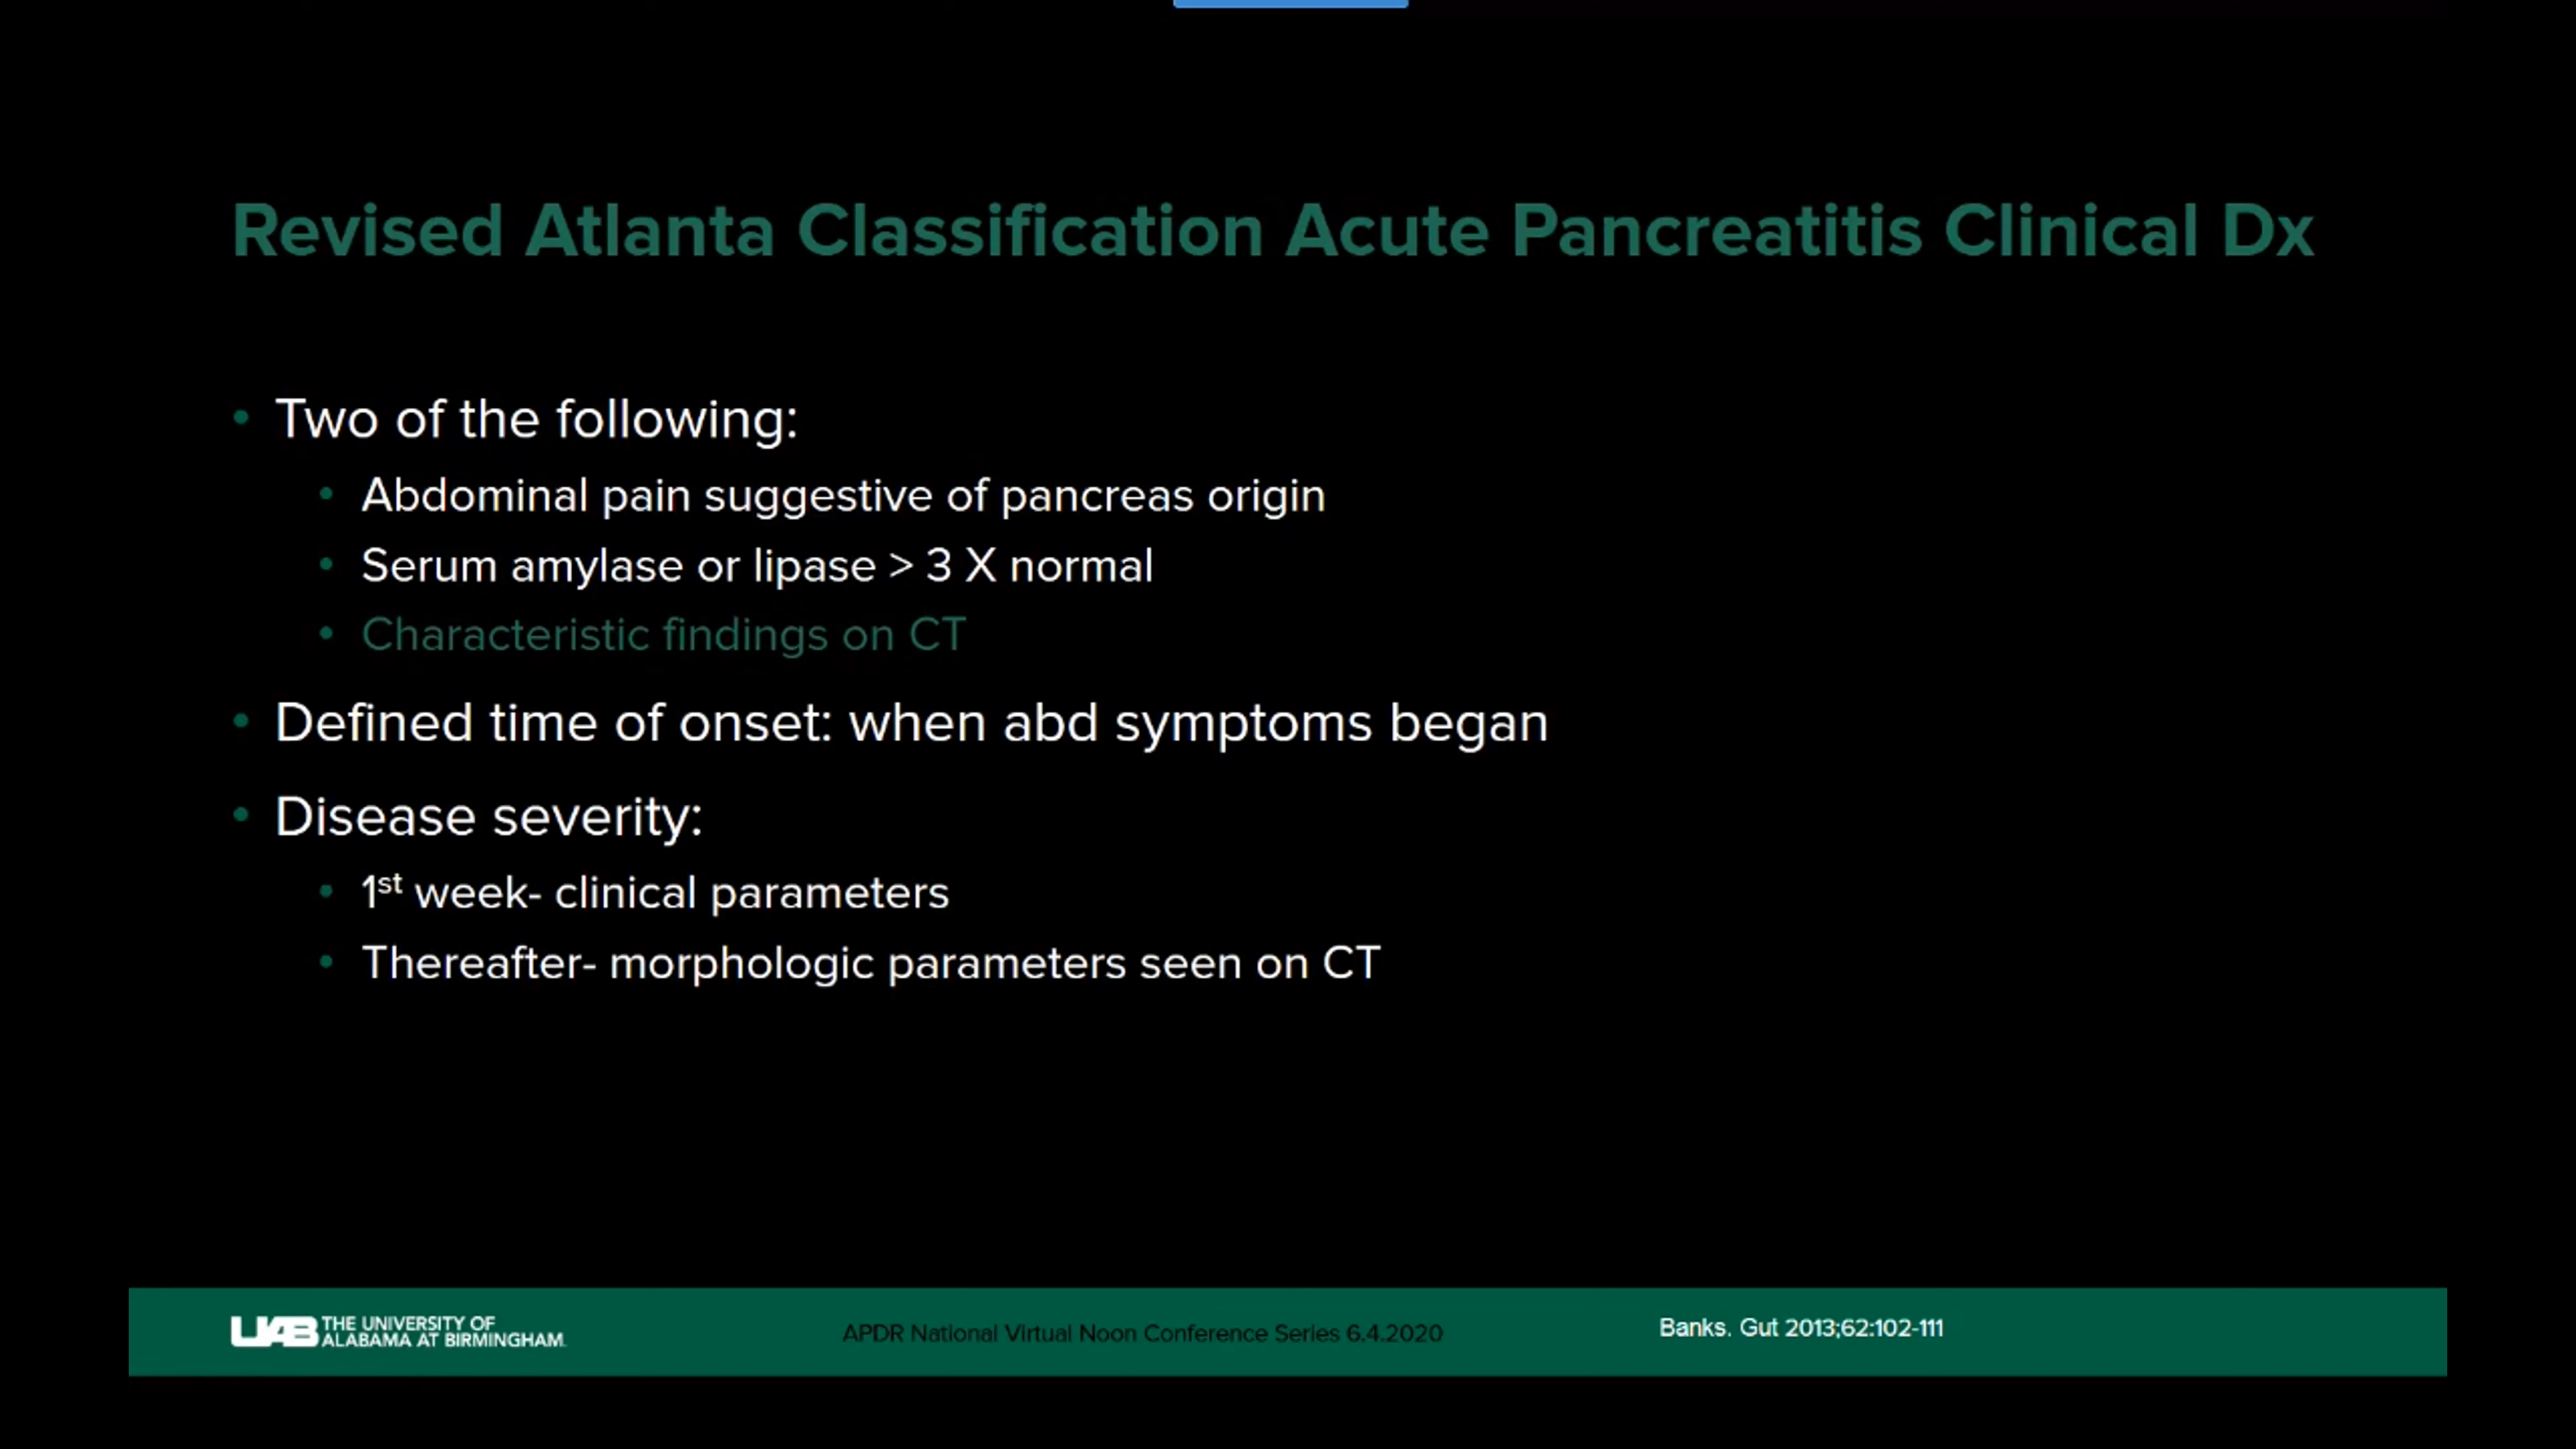 Revised Atlanta Classification Acute Pancreatitis Clinical Dx
• Two of the following:
• Abdominal pain suggestive of pancreas origin
• Serum amylase or lipase > 3 X normal
• Characteristic findings on CT
• Defined time of onset: when abd symptoms began
• Disease severity:
• 1st week- clinical parameters
• Thereafter- morphologic parameters seen on CT
UAB THE UNIVERSITY OF
ALABAMA AT BIRMINGHAM
APDR National Virtual Noon Conference Series 6.4.2020
Banks. Gut 2013;62:102-111